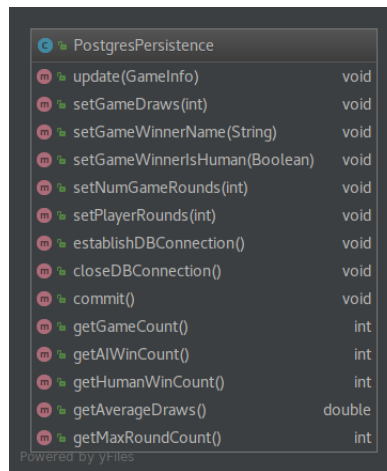 PostgresPersistence
update(GameInfo) void
setGameDraws(int) void
setGameWinnerName(String) void
setGameWinnerIsHuman(Boolean) void
setNumGameRounds(int) void
setPlayerRounds(int) void
establishDBConnection() void
closeDBConnection() void
commit() void
getGameCount() int
getAIWinCount() int
getHumanWinCount() int
getAverageDraws() double
getMaxRoundCount() int
Powered by yFiles